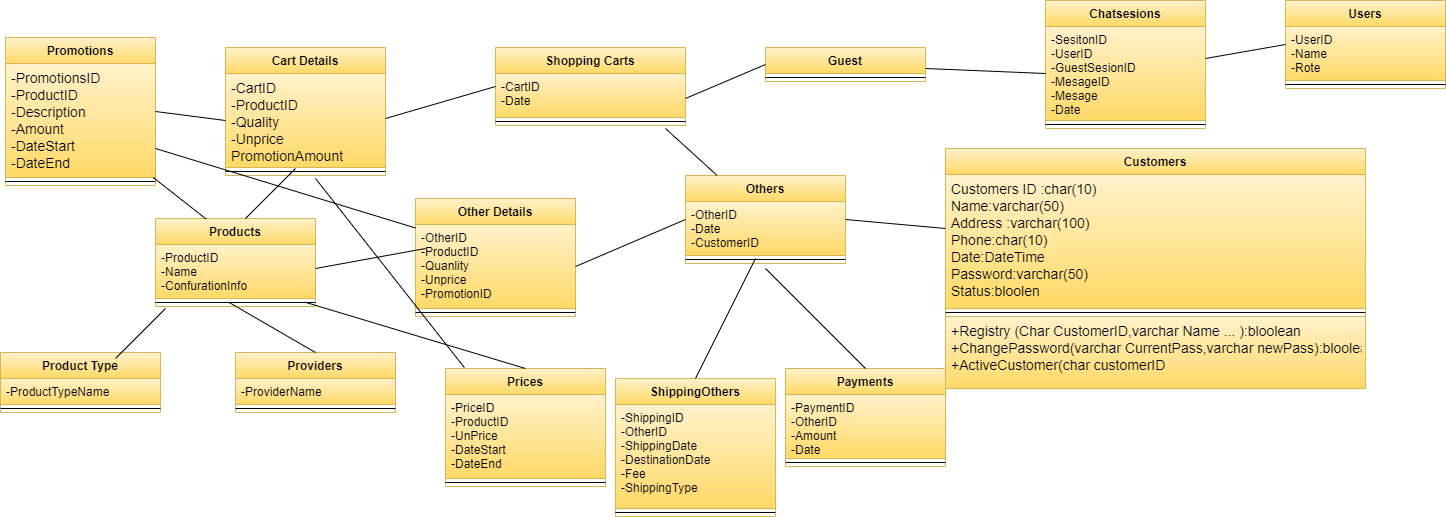 Promotions
-PromotionsID
-ProductID
-Description
-Amount
-DateStart
-DateEnd
Cart Details
-CartID
-ProductID
-Quality
-Unprice
PromotionAmount
Shopping Carts
-CartID
-Date
Guest
Chatsesions
-SesitonID
-UserID
-GuestSesionID
-MesageID
-Mesage
-Date
Users
-UserID
-Name
-Rote
Products
-ProductID
-Name
-ConfurationInfo
Other Details
-OtherID
-ProductID
-Quanlity
-Unprice
-PromotionID
Others
-OtherID
-Date
-CustomerID
Customers
Customers ID :char(10)
Name:varchar(50)
Address :varchar(100)
Phone:char(10)
Date:DateTime
Password:varchar(50)
Status:bloolen
+Registry (Char CustomerID,varchar Name ... ):bloolean
+ChangePassword(varchar CurrentPass,varchar newPass):bloolea
+ActiveCustomer(char customerID
Product Type
-ProductTypeName
Providers
-ProviderName
Prices
-PriceID
-ProductID
-UnPrice
-DateStart
-DateEnd
ShippingOthers
-ShippingID
-OtherID
-ShippingDate
-DestinationDate
-Fee
-ShippingType
Payments
-PaymentID
-OtherID
-Amount
-Date